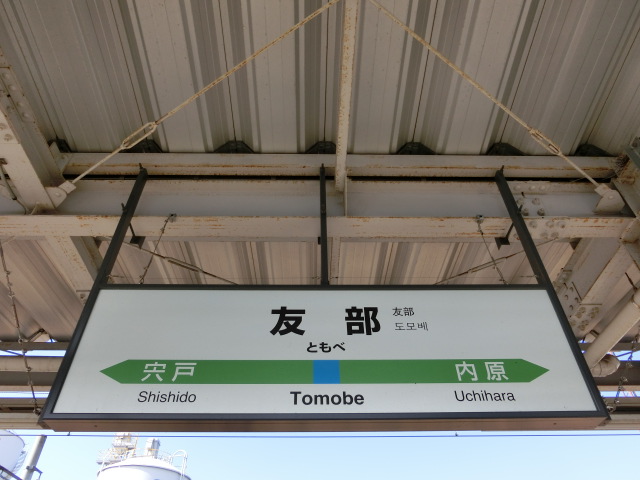 友部 友部
도모베
ともべ
宍戸 内原
Shishido Tomobe Uchihara